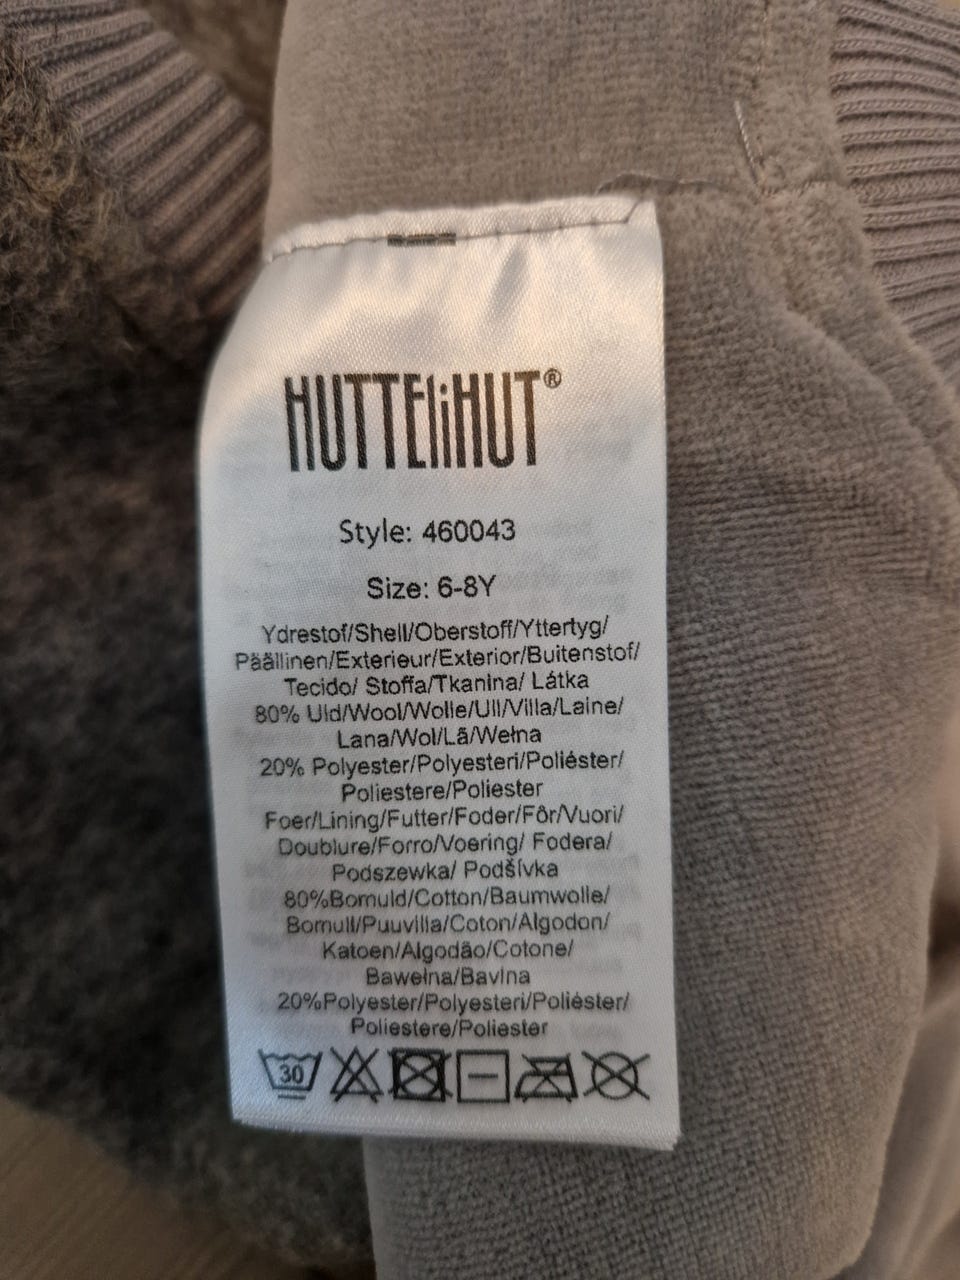 HUTTEliHUT®
Style: 460043
Size: 6-8Y
Ydrestof/Shell/Oberstoff/Yttertyg/
Päällinen/Exterieur/Exterior/Buitenstof/
Tecido/ Stoffa/Tkanina/ Látka
80% Uld/Wool/Wolle/Ull/Villa/Laine/
Lana/Wol/Lã/Wełna
20% Polyester/Polyesteri/Poliéster/
Poliestere/Poliester
Foer/Lining/Futter/Foder/Fôr/Vuori/
Doublure/Forro/Voering/ Fodera/
Podszewka/ Podšívka
80%Bomuld/Cotton/Baumwolle/
Bomull/Puuvilla/Coton/Algodon/
Katoen/Algodão/Cotone/
Bawełna/Bavlna
20%Polyester/Polyesteri/Poliéster/
Poliestere/Poliester
30